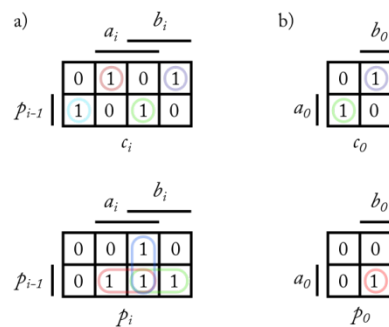 a)
a_i
b_i
0 1 0 1
p_{i-1} 1 0 1 0
c_i
a_i
b_i
0 0 1 0
p_{i-1} 0 1 1 1
p_i
b)
b_0
0 1
a_0 1 0
c_0
b_0
0 0
a_0 0 1
p_0